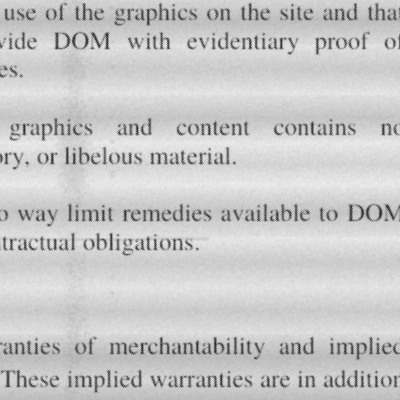 use of the graphics on the site and that
vide DOM with evidentiary proof of
es.
graphics and content contains no
ory, or libelous material.
o way limit remedies available to DOM
tractual obligations.
ranties of merchantability and implied
These implied warranties are in addition